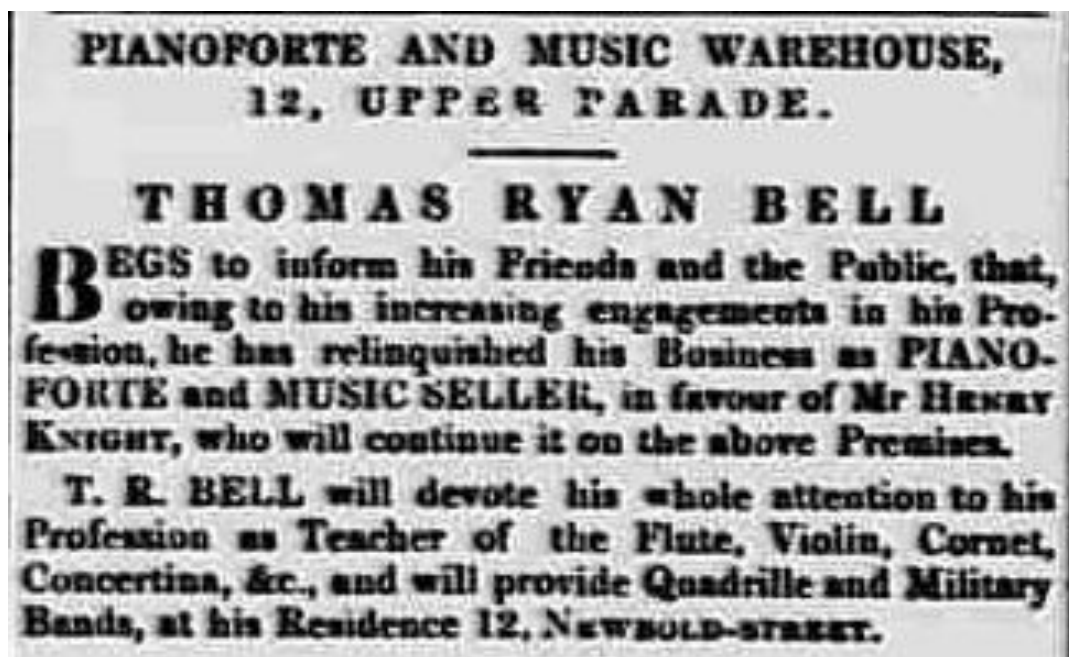 PIANOFORTE AND MUSIC WAREHOUSE,
12, UPPER PARADE.
THOMAS RYAN BELL
BEGS to inform his Friends and the Public, that,
owing to his increasing engagements in his Pro-
fession, he has relinquished his Business as PIANO-
FORTE and MUSIC SELLER, in favour of Mr HENRY
KNIGHT, who will continue it on the above Premises.
T. R. BELL will devote his whole attention to his
Profession as Teacher of the Flute, Violin, Cornet,
Concertina, &c., and will provide Quadrille and Military
Bands, at his Residence 12, NEWBOLD-STREET.